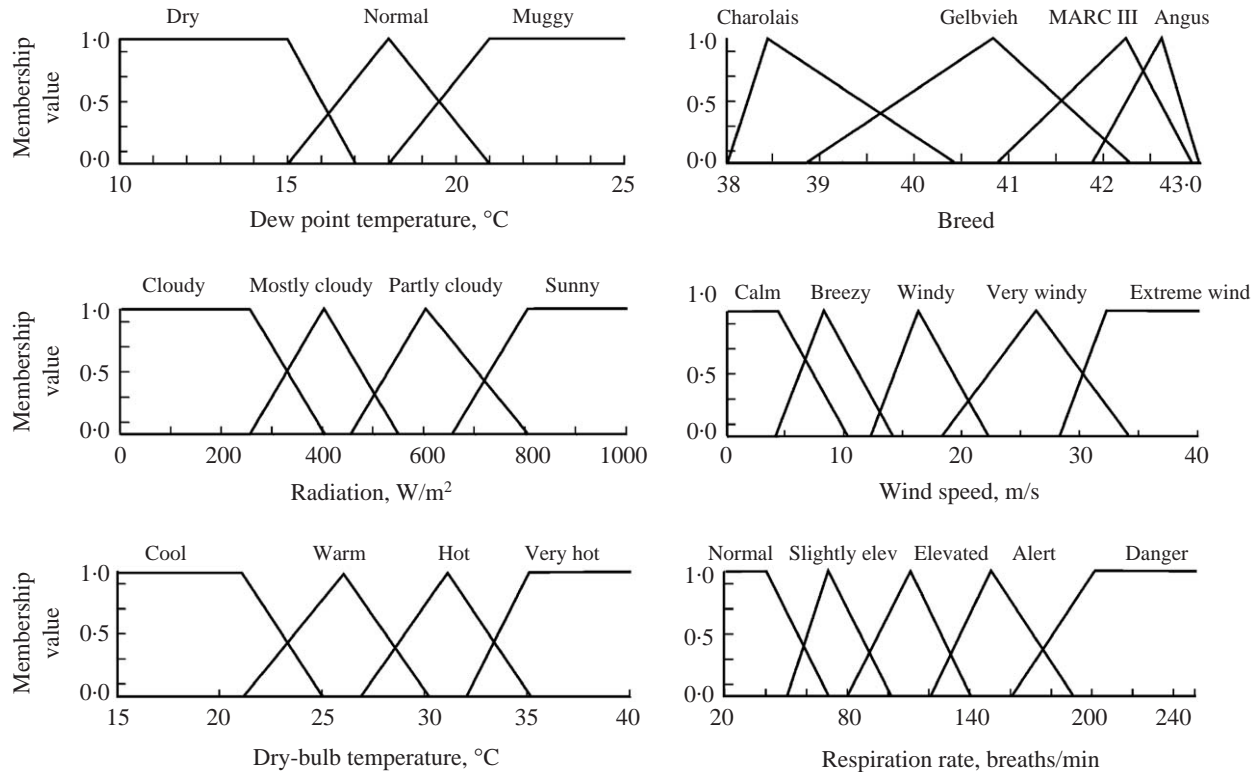 Dry Normal Muggy
Membership
value
1·0
0·5
0·0
10 15 20 25
Dew point temperature, °C
Charolais Gelbvieh MARC III Angus
1·0
0·5
0·0
38 39 40 41 42 43·0
Breed
Cloudy Mostly cloudy Partly cloudy Sunny
Membership
value
1·0
0·5
0·0
0 200 400 600 800 1000
Radiation, W/m²
Calm Breezy Windy Very windy Extreme wind
1·0
0·5
0·0
0 10 20 30 40
Wind speed, m/s
Cool Warm Hot Very hot
Membership
value
1·0
0·5
0·0
15 20 25 30 35 40
Dry-bulb temperature, °C
Normal Slightly elev Elevated Alert Danger
1·0
0·5
0·0
20 80 140 200 240
Respiration rate, breaths/min